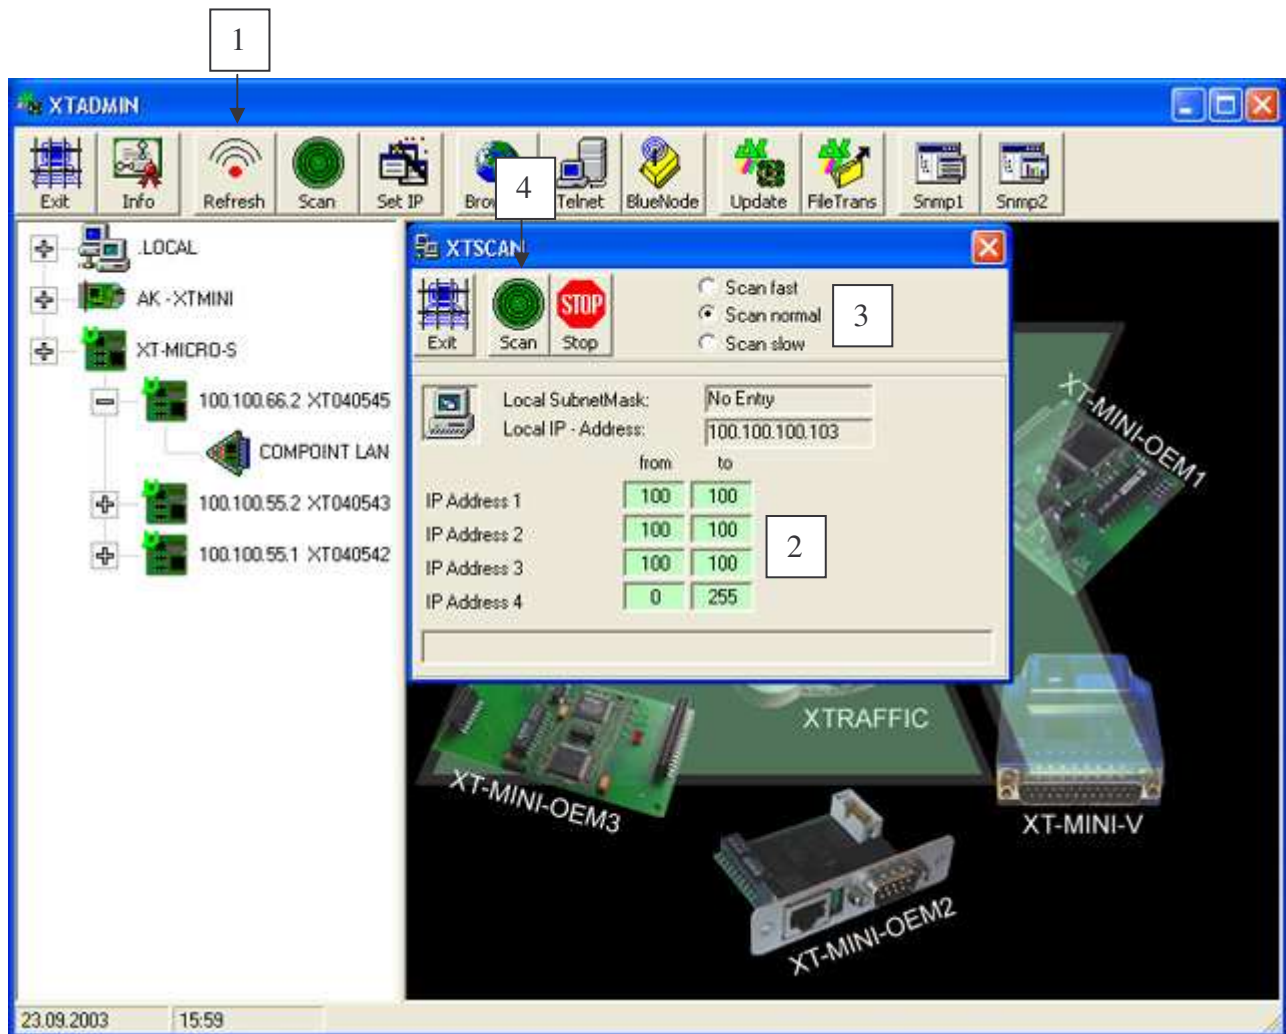 1
XTADMIN
Exit Info Refresh Scan Set IP Telnet BlueNode Update FileTrans Snmp1 Snmp2
4
.LOCAL
AK - XTMINI
XT-MICRO-S
100.100.66.2 XT040545
COMPOINT LAN
100.100.55.2 XT040543
100.100.55.1 XT040542
XTSCAN
Exit Scan STOP Stop
Scan fast
Scan normal
Scan slow
3
Local SubnetMask: No Entry
Local IP - Address: 100.100.100.103
from to
IP Address 1 100 100
IP Address 2 100 100
IP Address 3 100 100
IP Address 4 0 255
2
XT-MINI-OEM1
XTRAFFIC
XT-MINI-OEM3
XT-MINI-V
XT-MINI-OEM2
23.09.2003 15:59